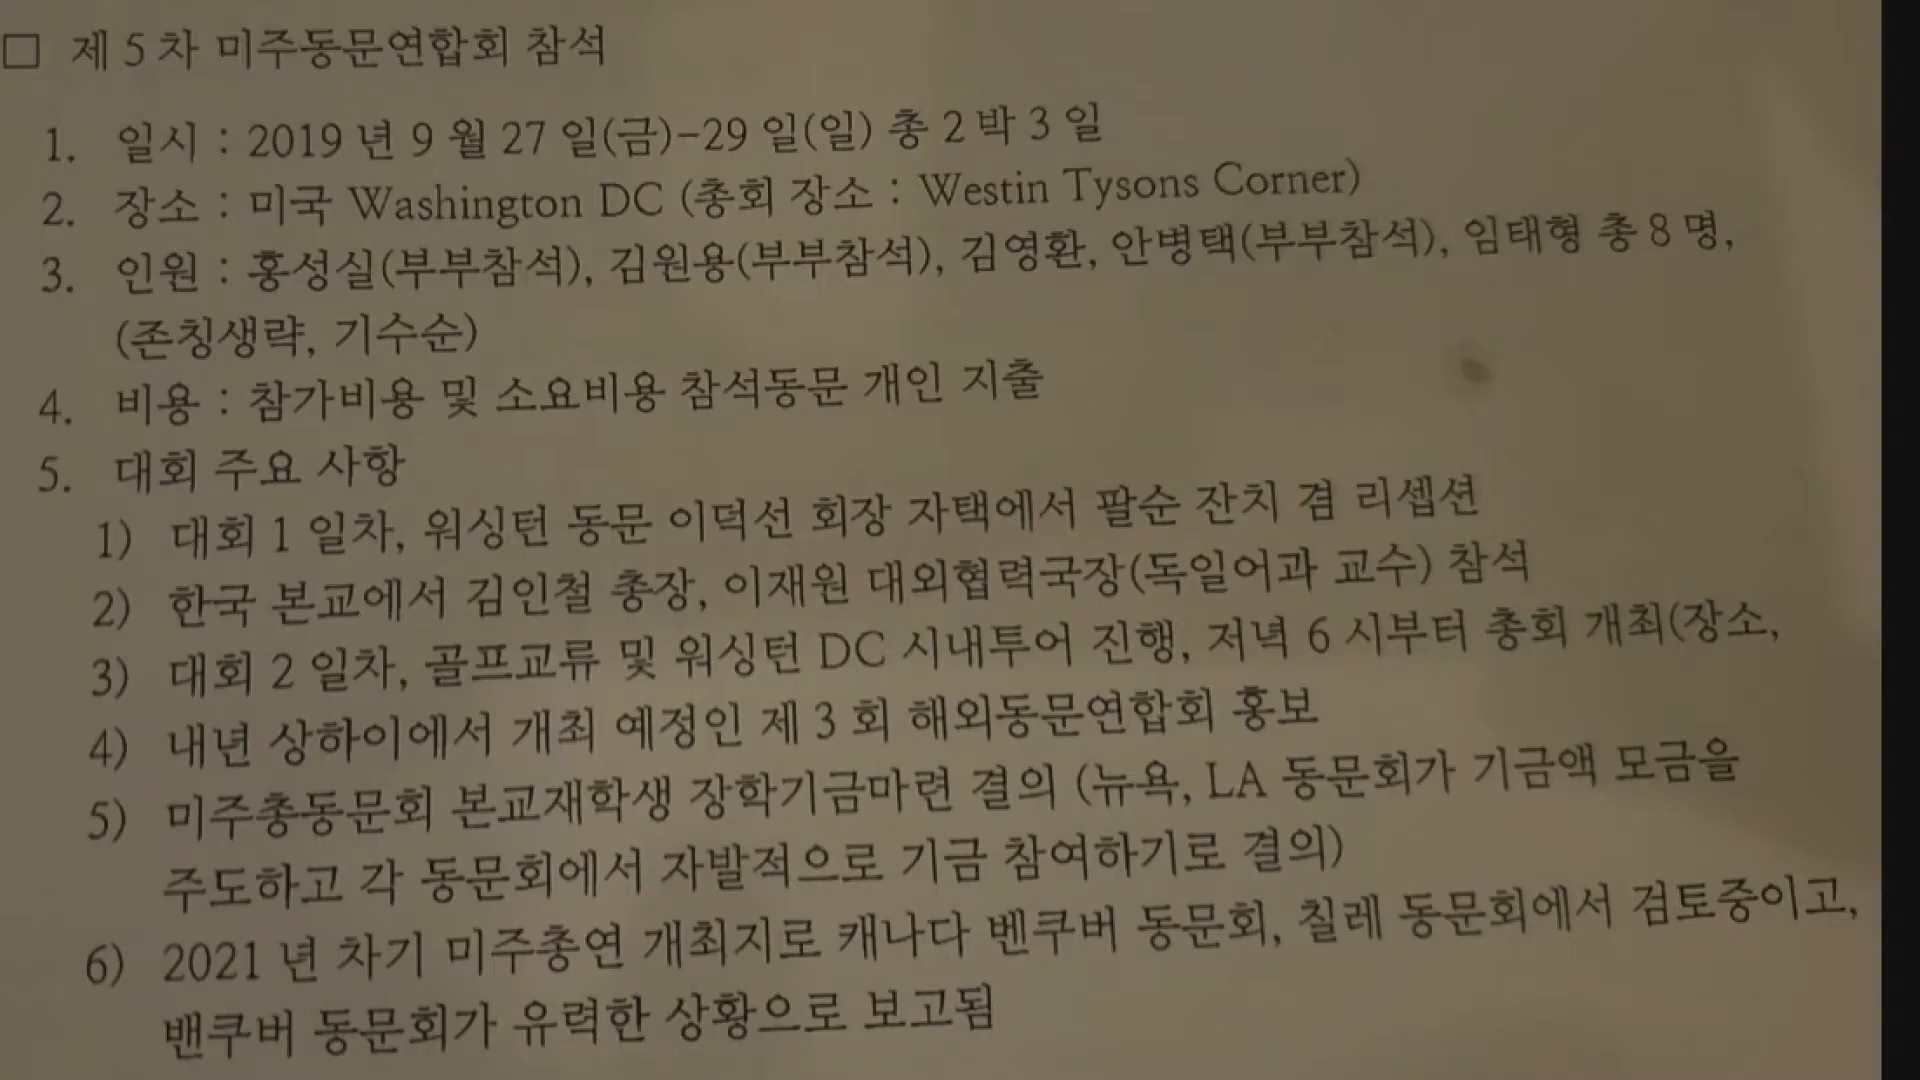 □ 제 5 차 미주동문연합회 참석
1. 일시 : 2019 년 9 월 27 일(금)-29 일(일) 총 2 박 3 일
2. 장소 : 미국 Washington DC (총회 장소 : Westin Tysons Corner)
3. 인원 : 홍성실(부부참석), 김원용(부부참석), 김영환, 안병택(부부참석), 임태형 총 8 명,
(존칭생략, 기수순)
4. 비용 : 참가비용 및 소요비용 참석동문 개인 지출
5. 대회 주요 사항
1) 대회 1 일차, 워싱턴 동문 이덕선 회장 자택에서 팔순 잔치 겸 리셉션
2) 한국 본교에서 김인철 총장, 이재원 대외협력국장(독일어과 교수) 참석
3) 대회 2 일차, 골프교류 및 워싱턴 DC 시내투어 진행, 저녁 6 시부터 총회 개최(장소,
4) 내년 상하이에서 개최 예정인 제 3 회 해외동문연합회 홍보
5) 미주총동문회 본교재학생 장학기금마련 결의 (뉴욕, LA 동문회가 기금액 모금을
주도하고 각 동문회에서 자발적으로 기금 참여하기로 결의)
6) 2021 년 차기 미주총연 개최지로 캐나다 벤쿠버 동문회, 칠레 동문회에서 검토중이고,
밴쿠버 동문회가 유력한 상황으로 보고됨